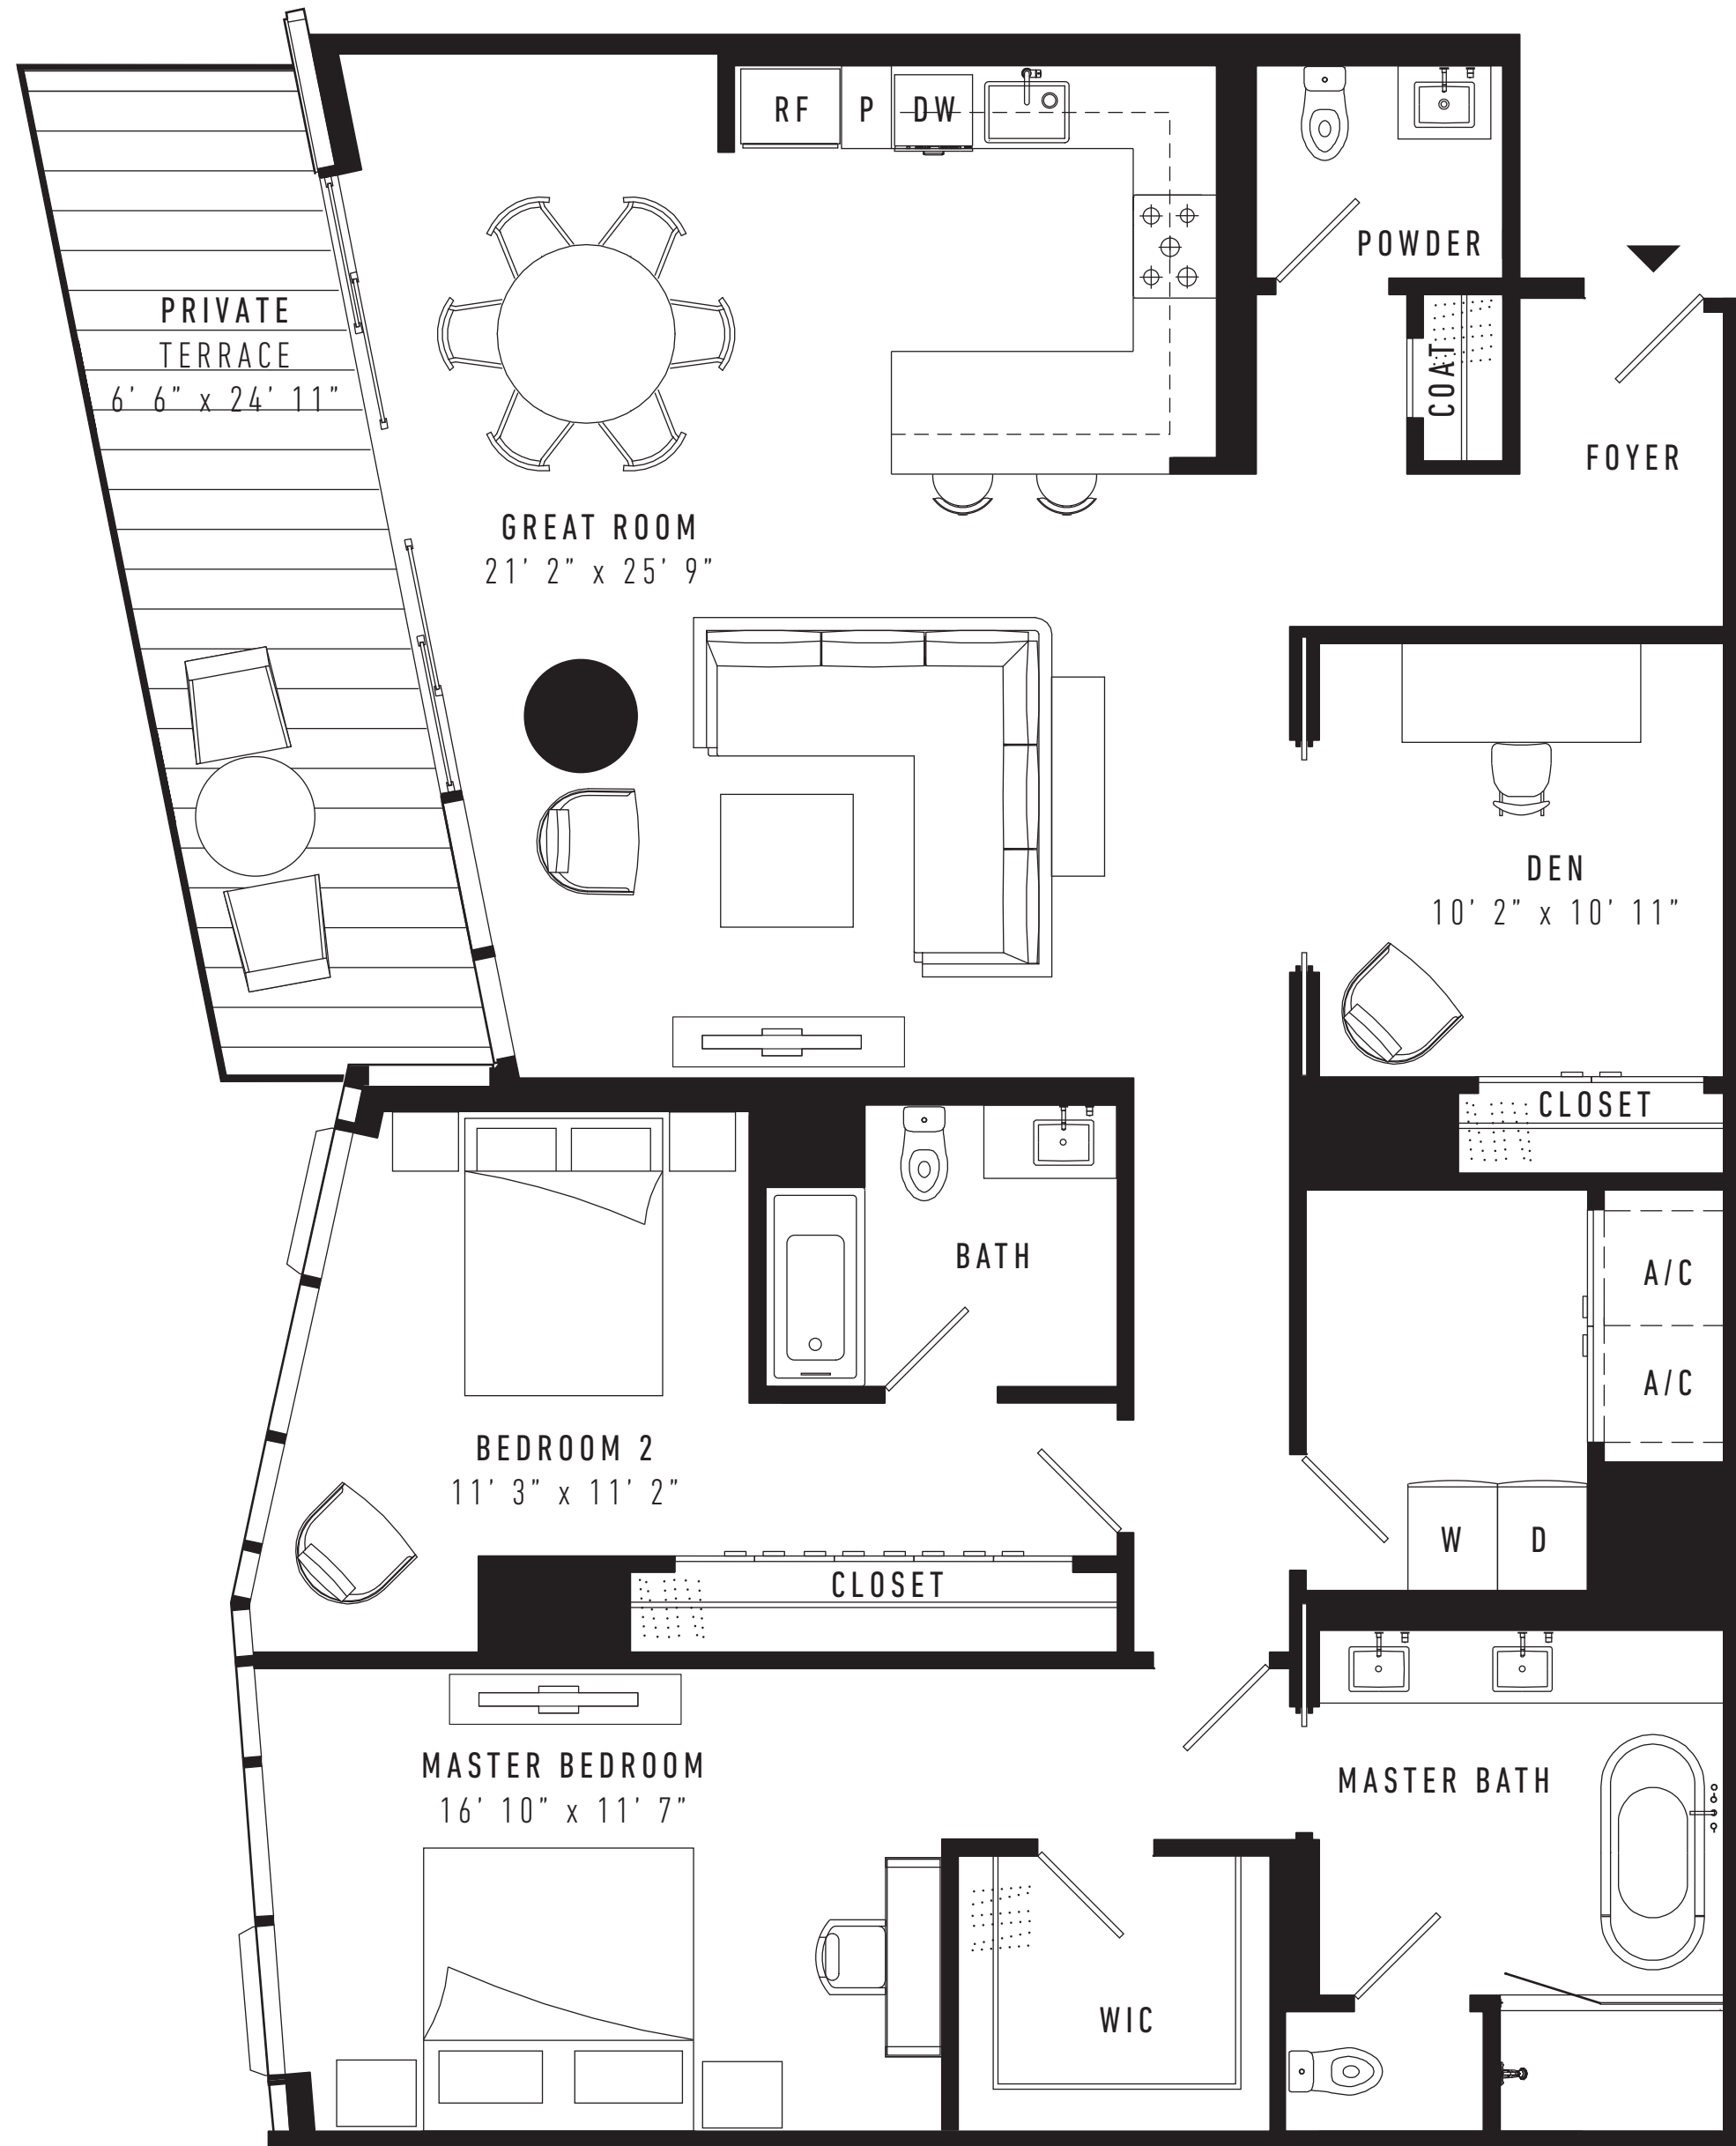 RF
P
DW
POWDER
PRIVATE
TERRACE
6' 6" x 24' 11"
COAT
FOYER
GREAT ROOM
21' 2" x 25' 9"
DEN
10' 2" x 10' 11"
CLOSET
BATH
A/C
A/C
BEDROOM 2
11' 3" x 11' 2"
W
D
CLOSET
MASTER BEDROOM
16' 10" x 11' 7"
MASTER BATH
WIC